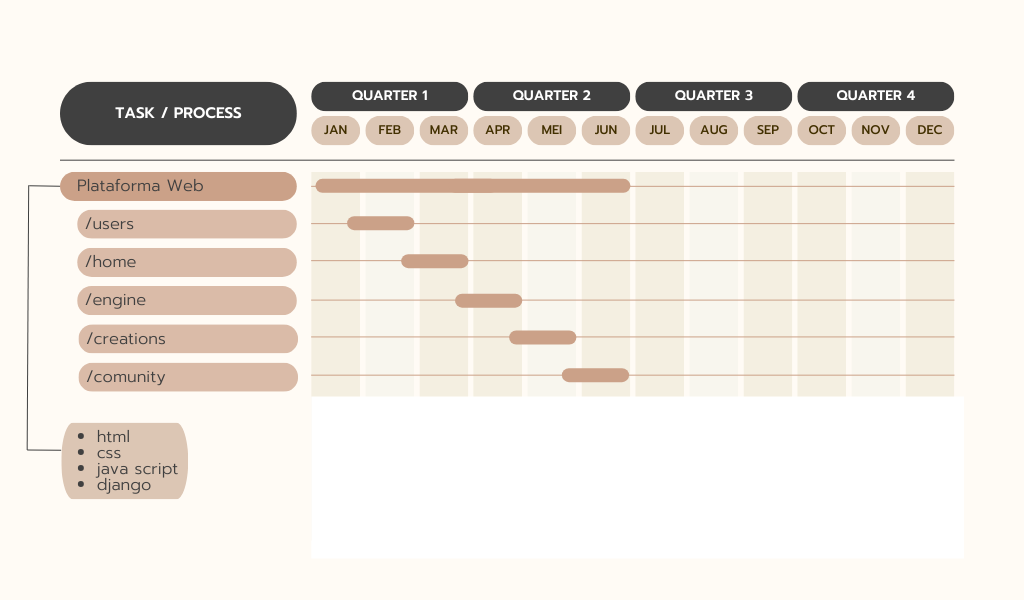 TASK / PROCESS
QUARTER 1 QUARTER 2 QUARTER 3 QUARTER 4
JAN FEB MAR APR MEI JUN JUL AUG SEP OCT NOV DEC
Plataforma Web
/users
/home
/engine
/creations
/comunity
• html
• css
• java script
• django